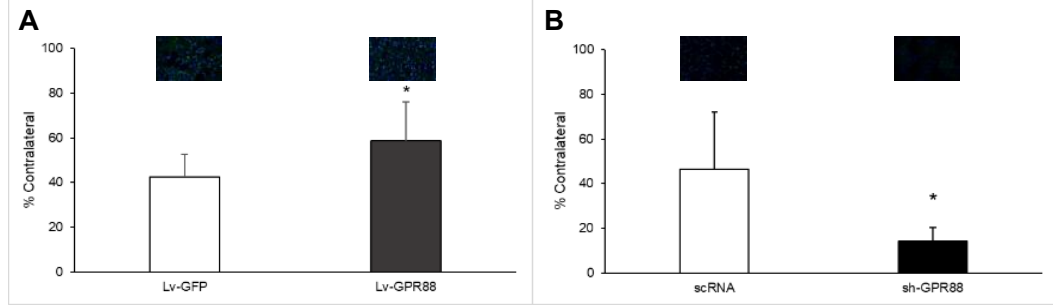 A
% Contralateral
100
80
60
40
20
0
*
Lv-GFP
Lv-GPR88
B
% Contralateral
100
80
60
40
20
0
*
scRNA
sh-GPR88